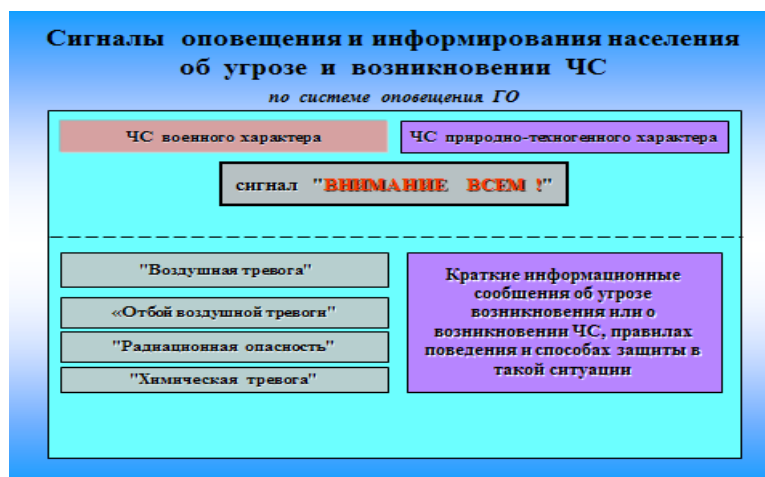 Сигналы оповещения и информирования населения
об угрозе и возникновении ЧС
по системе оповещения ГО
ЧС военного характера
ЧС природно-техногенного характера
сигнал "ВНИМАНИЕ ВСЕМ !"
"Воздушная тревога"
«Отбой воздушной тревоги"
"Радиационная опасность"
"Химическая тревога"
Краткие информационные
сообщения об угрозе
возникновения или о
возникновении ЧС, правилах
поведения и способах защиты в
такой ситуации